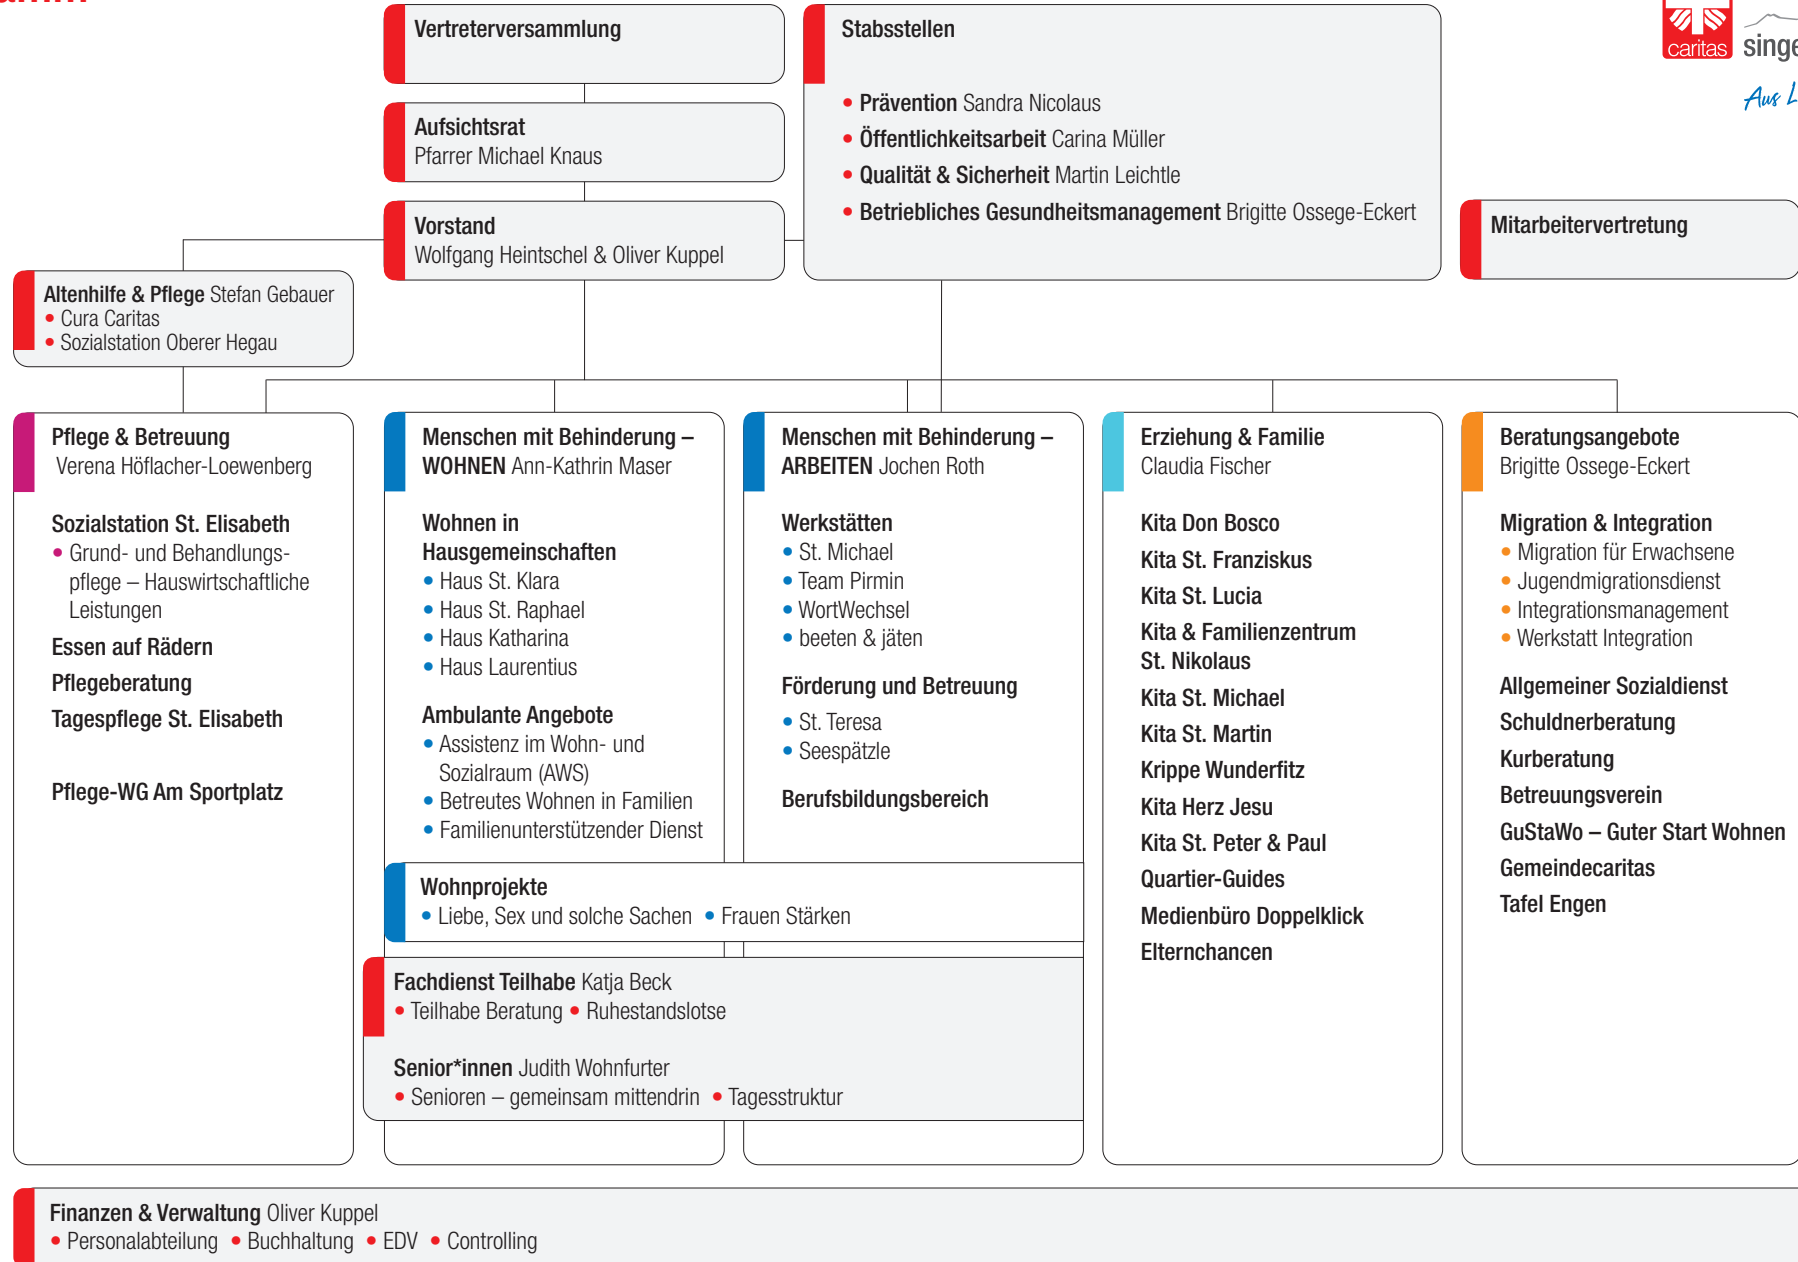 Vertreterversammlung
Aufsichtsrat
Pfarrer Michael Knaus
Vorstand
Wolfgang Heintschel & Oliver Kuppel
Stabsstellen
• Prävention Sandra Nicolaus
• Öffentlichkeitsarbeit Carina Müller
• Qualität & Sicherheit Martin Leichtle
• Betriebliches Gesundheitsmanagement Brigitte Ossege-Eckert
caritas
Aus L
Mitarbeitervertretung
Altenhilfe & Pflege Stefan Gebauer
• Cura Caritas
• Sozialstation Oberer Hegau
Pflege & Betreuung
Verena Höflacher-Loewenberg
Sozialstation St. Elisabeth
• Grund- und Behandlungs-
pflege – Hauswirtschaftliche
Leistungen
Essen auf Rädern
Pflegeberatung
Tagespflege St. Elisabeth
Pflege-WG Am Sportplatz
Menschen mit Behinderung –
WOHNEN Ann-Kathrin Maser
Wohnen in
Hausgemeinschaften
• Haus St. Klara
• Haus St. Raphael
• Haus Katharina
• Haus Laurentius
Ambulante Angebote
• Assistenz im Wohn- und
Sozialraum (AWS)
• Betreutes Wohnen in Familien
• Familienunterstützender Dienst
Menschen mit Behinderung –
ARBEITEN Jochen Roth
Werkstätten
• St. Michael
• Team Pirmin
• WortWechsel
• beeten & jäten
Förderung und Betreuung
• St. Teresa
• Seespätzle
Berufsbildungsbereich
Wohnprojekte
• Liebe, Sex und solche Sachen • Frauen Stärken
Fachdienst Teilhabe Katja Beck
• Teilhabe Beratung • Ruhestandslotse
Senior*innen Judith Wohnfurter
• Senioren – gemeinsam mittendrin • Tagesstruktur
Erziehung & Familie
Claudia Fischer
Kita Don Bosco
Kita St. Franziskus
Kita St. Lucia
Kita & Familienzentrum
St. Nikolaus
Kita St. Michael
Kita St. Martin
Krippe Wunderfitz
Kita Herz Jesu
Kita St. Peter & Paul
Quartier-Guides
Medienbüro Doppelklick
Elternchancen
Beratungsangebote
Brigitte Ossege-Eckert
Migration & Integration
• Migration für Erwachsene
• Jugendmigrationsdienst
• Integrationsmanagement
• Werkstatt Integration
Allgemeiner Sozialdienst
Schuldnerberatung
Kurberatung
Betreuungsverein
GuStaWo – Guter Start Wohnen
Gemeindecaritas
Tafel Engen
Finanzen & Verwaltung Oliver Kuppel
• Personalabteilung • Buchhaltung • EDV • Controlling